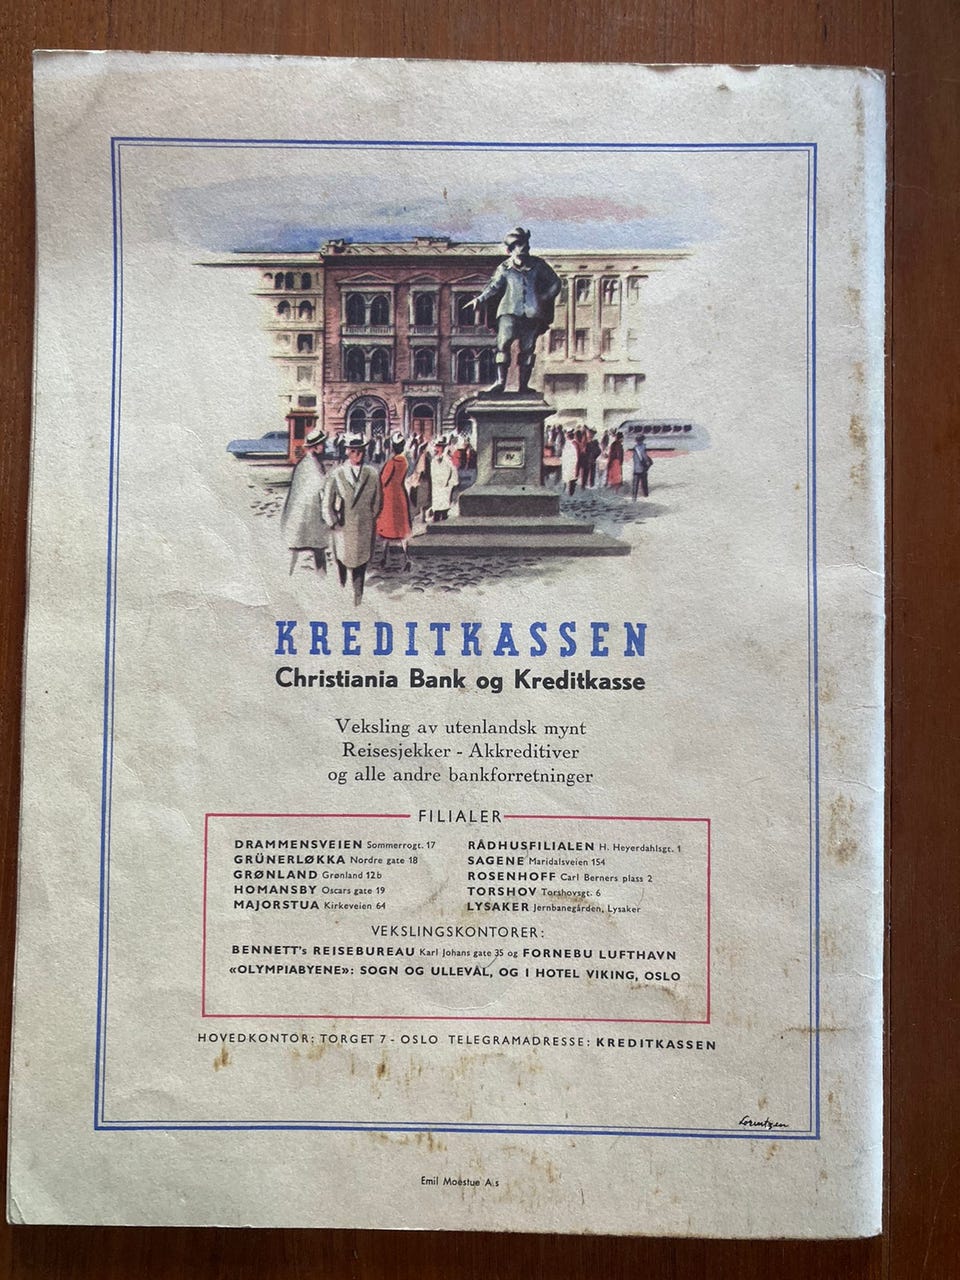 IV
KREDITKASSEN
Christiania Bank og Kreditkasse
Veksling av utenlandsk mynt
Reisesjekker - Akkreditiver
og alle andre bankforretninger
FILIALER
DRAMMENSVEIEN Sommerrogt. 17
GRÜNERLØKKA Nordre gate 18
GRØNLAND Grønland 12b
HOMANSBY Oscars gate 19
MAJORSTUA Kirkeveien 64
RÅDHUSFILIALEN H. Heyerdahlsgt. 1
SAGENE Maridalsveien 154
ROSENHOFF Carl Berners plass 2
TORSHOV Torshovsgt. 6
LYSAKER Jernbanegården, Lysaker
VEKSLINGSKONTORER:
BENNETT's REISEBUREAU Karl Johans gate 35 og FORNEBU LUFTHAVN
«OLYMPIABYENE»: SOGN OG ULLEVÅL, OG I HOTEL VIKING, OSLO
HOVEDKONTOR: TORGET 7 - OSLO TELEGRAMADRESSE: KREDITKASSEN
Lorentzen
Emil Moestue A.s